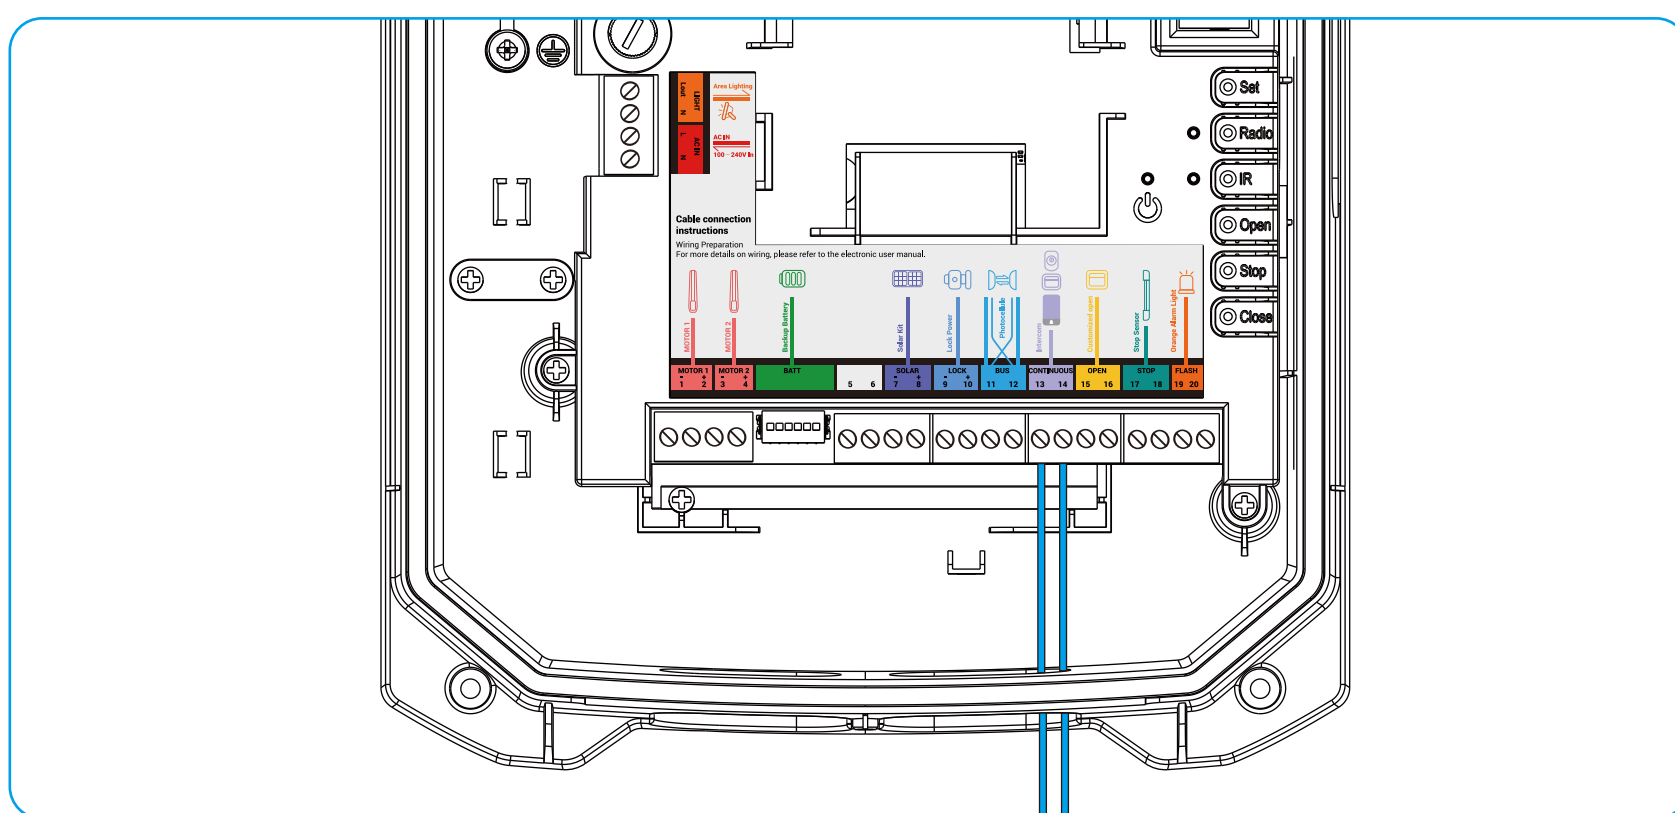 Set
Radio
IR
Open
Stop
Close
Lout N
LIGHT
L N
AC IN
Area Lighting
AC IN
100 - 240V In
Cable connection
instructions
Wiring Preparation
For more details on wiring, please refer to the electronic user manual.
MOTOR 1
MOTOR 2
Backup Battery
Solar Kit
Lock Power
Photocellule
Intercom
Customized open
Stop Sensor
Orange Alarm Light
MOTOR 1 MOTOR 2 BATT SOLAR LOCK BUS CONTINUOUS OPEN STOP FLASH
- + - + - + - +
1 2 3 4 5 6 7 8 9 10 11 12 13 14 15 16 17 18 19 20